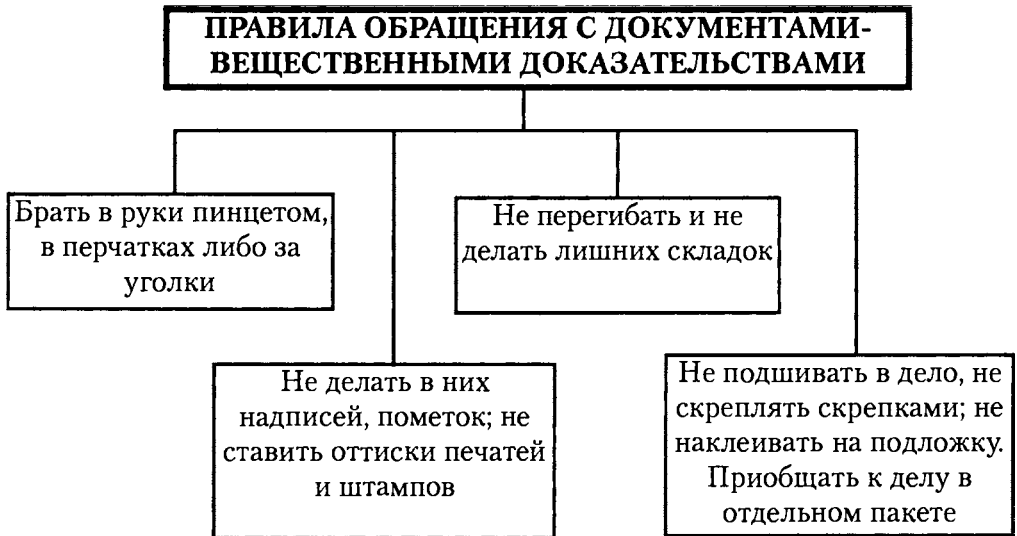 ПРАВИЛА ОБРАЩЕНИЯ С ДОКУМЕНТАМИ-
ВЕЩЕСТВЕННЫМИ ДОКАЗАТЕЛЬСТВАМИ
Брать в руки пинцетом,
в перчатках либо за
уголки
Не перегибать и не
делать лишних складок
Не делать в них
надписей, пометок; не
ставить оттиски печатей
и штампов
Не подшивать в дело, не
скреплять скрепками; не
наклеивать на подложку.
Приобщать к делу в
отдельном пакете